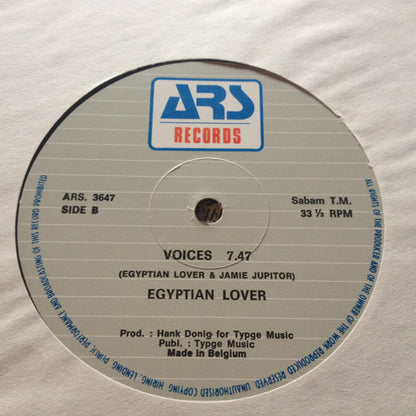 ARS
RECORDS
ARS. 3647
SIDE B
Sabam T.M.
33 ⅓ RPM
VOICES 7.47
(EGYPTIAN LOVER & JAMIE JUPITOR)
EGYPTIAN LOVER
Prod. : Hank Donig for Typge Music
Publ. : Typge Music
Made in Belgium
ALL RIGHTS OF THE PRODUCER AND OF THE OWNER OF THE WORK REPRODUCED RESERVED. UNAUTHORISED COPYING, HIRING, LENDING, PUBLIC PERFORMANCE AND BROADCASTING OF THIS RECORD PROHIBITED